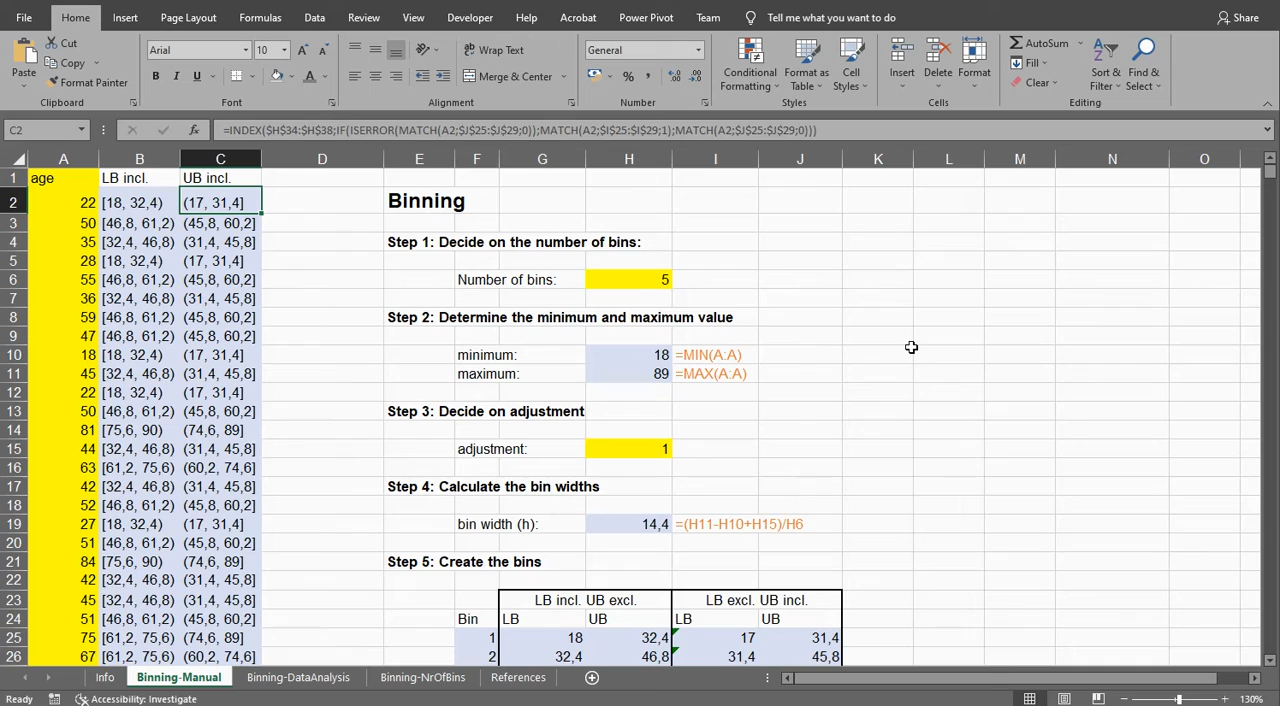 File Home Insert Page Layout Formulas Data Review View Developer Help Acrobat Power Pivot Team Tell me what you want to do Share
Cut
Copy
Format Painter
Paste
Clipboard
Arial 10 A A
B I U A
Font
Wrap Text
Merge & Center
Alignment
General
% ,
Number
Conditional Formatting
Format as Table
Cell Styles
Styles
Insert Delete Format
Cells
AutoSum
Fill
Clear
Sort & Filter
Find & Select
Editing
C2 fx =INDEX($H$34:$H$38;IF(ISERROR(MATCH(A2;$J$25:$J$29;0));MATCH(A2;$I$25:$I$29;1);MATCH(A2;$J$25:$J$29;0)))
A B C D E F G H I J K L M N O
1 age LB incl. UB incl.
2 22 [18, 32,4) (17, 31,4] Binning
3 50 [46,8, 61,2) (45,8, 60,2]
4 35 [32,4, 46,8) (31,4, 45,8] Step 1: Decide on the number of bins:
5 28 [18, 32,4) (17, 31,4]
6 55 [46,8, 61,2) (45,8, 60,2] Number of bins: 5
7 36 [32,4, 46,8) (31,4, 45,8]
8 59 [46,8, 61,2) (45,8, 60,2] Step 2: Determine the minimum and maximum value
9 47 [46,8, 61,2) (45,8, 60,2]
10 18 [18, 32,4) (17, 31,4] minimum: 18 =MIN(A:A)
11 45 [32,4, 46,8) (31,4, 45,8] maximum: 89 =MAX(A:A)
12 22 [18, 32,4) (17, 31,4]
13 50 [46,8, 61,2) (45,8, 60,2] Step 3: Decide on adjustment
14 81 [75,6, 90) (74,6, 89]
15 44 [32,4, 46,8) (31,4, 45,8] adjustment: 1
16 63 [61,2, 75,6) (60,2, 74,6]
17 42 [32,4, 46,8) (31,4, 45,8] Step 4: Calculate the bin widths
18 52 [46,8, 61,2) (45,8, 60,2]
19 27 [18, 32,4) (17, 31,4] bin width (h): 14,4 =(H11-H10+H15)/H6
20 51 [46,8, 61,2) (45,8, 60,2]
21 84 [75,6, 90) (74,6, 89] Step 5: Create the bins
22 42 [32,4, 46,8) (31,4, 45,8]
23 45 [32,4, 46,8) (31,4, 45,8] LB incl. UB excl. LB excl. UB incl.
24 51 [46,8, 61,2) (45,8, 60,2] Bin LB UB LB UB
25 75 [61,2, 75,6) (74,6, 89] 1 18 32,4 17 31,4
26 67 [61,2, 75,6) (60,2, 74,6] 2 32,4 46,8 31,4 45,8
Info Binning-Manual Binning-DataAnalysis Binning-NrOfBins References
Ready Accessibility: Investigate 130%